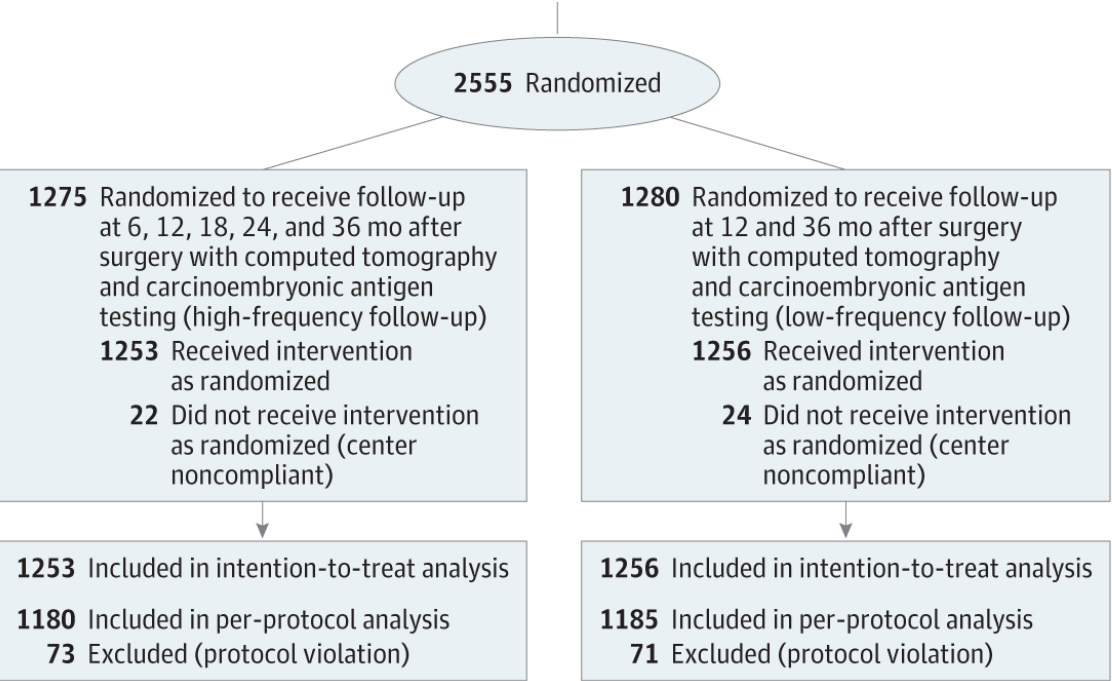 2555 Randomized
1275 Randomized to receive follow-up
at 6, 12, 18, 24, and 36 mo after
surgery with computed tomography
and carcinoembryonic antigen
testing (high-frequency follow-up)
1253 Received intervention
as randomized
22 Did not receive intervention
as randomized (center
noncompliant)
1280 Randomized to receive follow-up
at 12 and 36 mo after surgery
with computed tomography
and carcinoembryonic antigen
testing (low-frequency follow-up)
1256 Received intervention
as randomized
24 Did not receive intervention
as randomized (center
noncompliant)
1253 Included in intention-to-treat analysis
1180 Included in per-protocol analysis
73 Excluded (protocol violation)
1256 Included in intention-to-treat analysis
1185 Included in per-protocol analysis
71 Excluded (protocol violation)